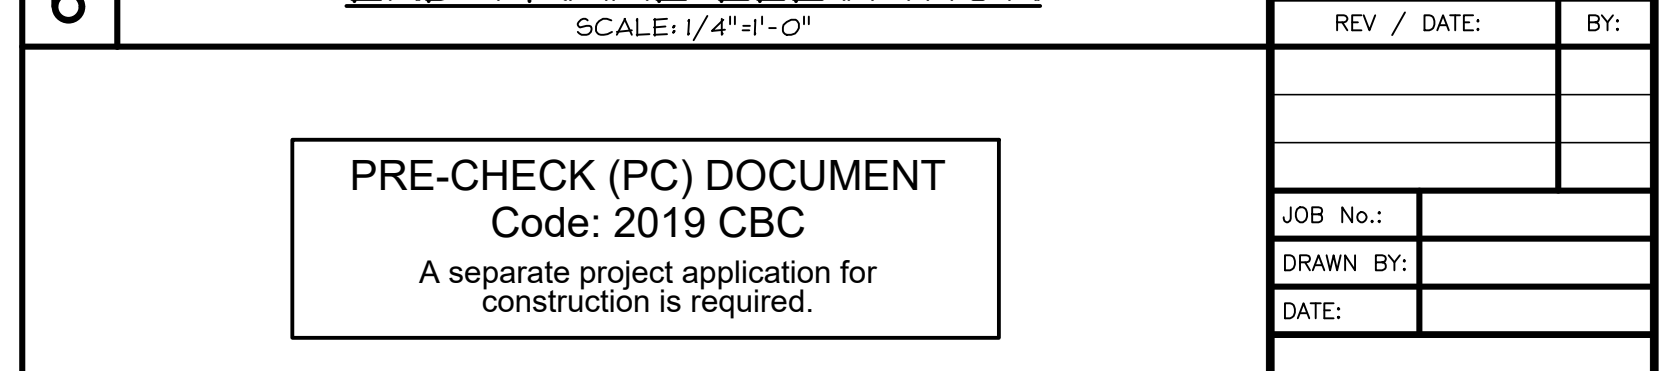 SCALE: 1/4"=1'-0"
REV / DATE:
BY:
PRE-CHECK (PC) DOCUMENT
Code: 2019 CBC
A separate project application for
construction is required.
JOB No.:
DRAWN BY:
DATE: